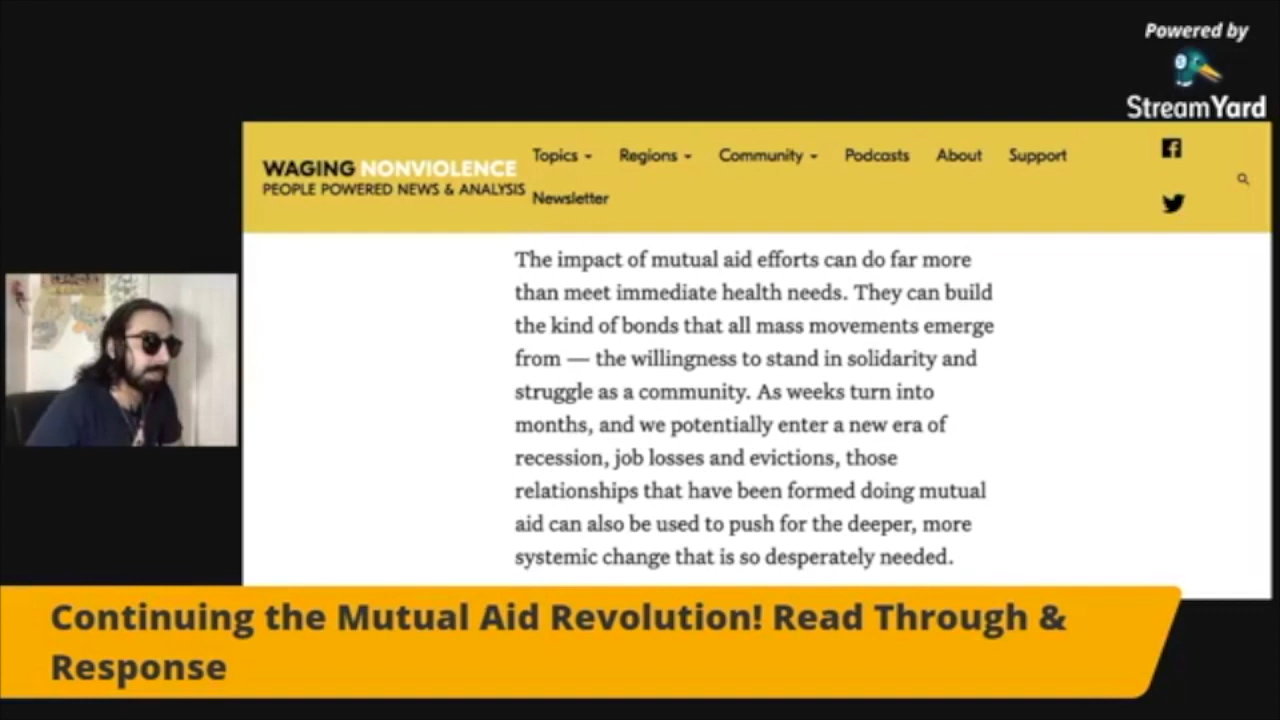 Powered by
StreamYard
WAGING NONVIOLENCE
PEOPLE POWERED NEWS & ANALYSIS
Topics Regions Community Podcasts About Support
Newsletter
The impact of mutual aid efforts can do far more
than meet immediate health needs. They can build
the kind of bonds that all mass movements emerge
from — the willingness to stand in solidarity and
struggle as a community. As weeks turn into
months, and we potentially enter a new era of
recession, job losses and evictions, those
relationships that have been formed doing mutual
aid can also be used to push for the deeper, more
systemic change that is so desperately needed.
Continuing the Mutual Aid Revolution! Read Through &
Response